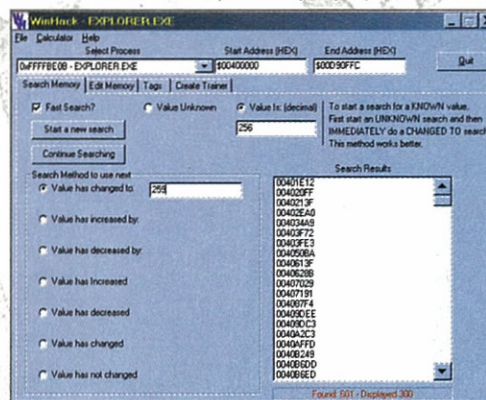 WinHack - EXPLORER.EXE
File Calculator Help
Select Process Start Address (HEX) End Address (HEX)
0xFFFFBE0B - EXPLORER.EXE $00400000 $00D90FFC Quit
Search Memory Edit Memory Tags Create Trainer
Fast Search? Value Unknown Value Is: (decimal)
256
To start a search for a KNOWN value,
First start an UNKNOWN search and then
IMMEDIATELY do a CHANGED TO search
This method works better.
Start a new search
Continue Searching
Search Method to use next
Value has changed to:
Value has increased by:
Value has decreased by:
Value has Increased
Value has decreased
Value has changed
Value has not changed
Search Results
00401E12
004020FF
0040213F
00402EA0
004034A9
00403F72
00403FE3
004050BA
0040613F
0040628B
00407029
00407191
004087F4
00409DEE
00409DC3
0040A2C3
0040AFFD
0040B249
0040B6DD
0040B6ED
Found: 601 - Displayed 300